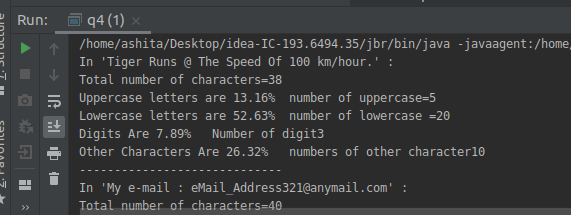 Run: q4 (1) ×
/home/ashita/Desktop/idea-IC-193.6494.35/jbr/bin/java -javaagent:/home,
In 'Tiger Runs @ The Speed Of 100 km/hour.' :
Total number of characters=38
Uppercase letters are 13.16%  number of uppercase=5
Lowercase letters are 52.63%  number of lowercase =20
Digits Are 7.89%   Number of digit3
Other Characters Are 26.32%   numbers of other character10
-----------------------------
In 'My e-mail : eMail_Address321@anymail.com' :
Total number of characters=40
Structure
2: Favorites